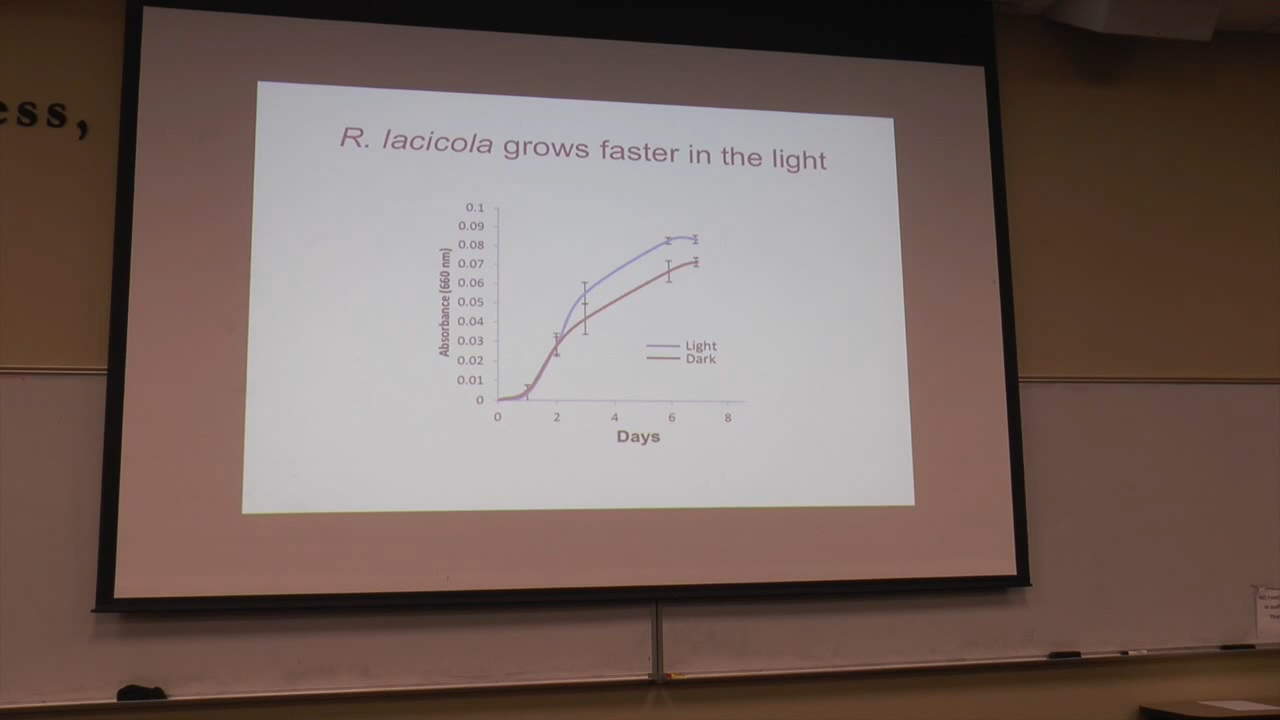 ess,
R. lacicola grows faster in the light
0.1
0.09
0.08
0.07
0.06
0.05
0.04
0.03
0.02
0.01
0
Absorbance (660 nm)
Light
Dark
0 2 4 6 8
Days